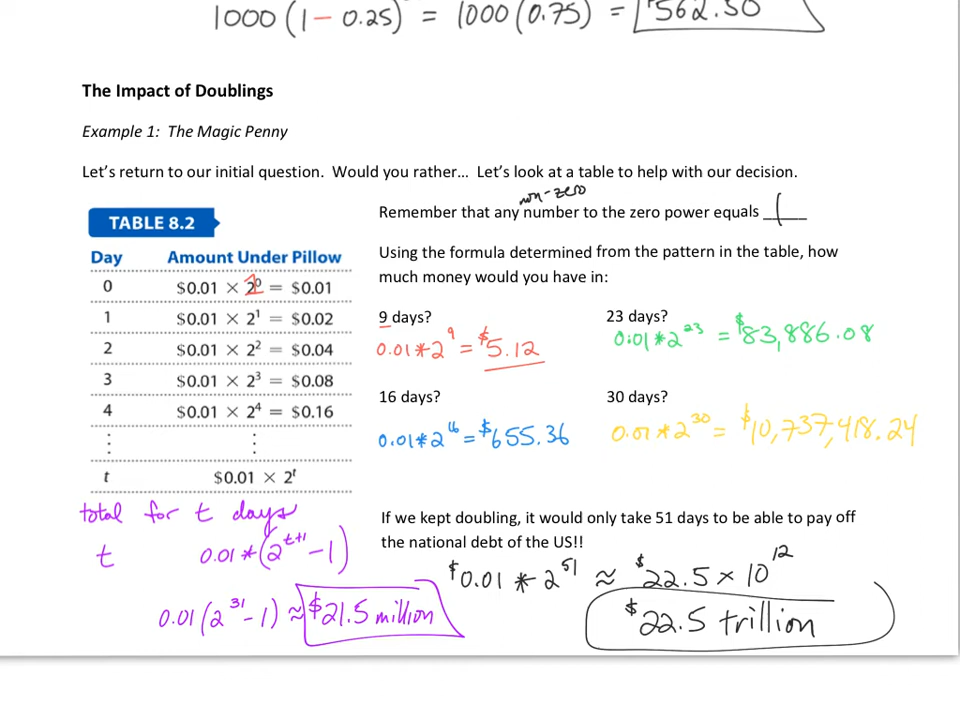 1000 (1 - 0.25) = 1000 (0.75) = 562.50
The Impact of Doublings
Example 1: The Magic Penny
Let's return to our initial question. Would you rather... Let's look at a table to help with our decision.
non-zero
Remember that any number to the zero power equals 1
TABLE 8.2
Day Amount Under Pillow
0 $0.01 × 2⁰ = $0.01
1 $0.01 × 2¹ = $0.02
2 $0.01 × 2² = $0.04
3 $0.01 × 2³ = $0.08
4 $0.01 × 2⁴ = $0.16
⋮ ⋮
t $0.01 × 2ᵗ
total for t days
t 0.01 * (2^{t+1} - 1)
0.01 (2^{31} - 1) ≈ $21.5 million
Using the formula determined from the pattern in the table, how
much money would you have in:
9 days?
0.01 * 2⁹ = $5.12
23 days?
0.01 * 2²³ = $83,886.08
16 days?
0.01 * 2¹⁶ = $655.36
30 days?
0.01 * 2³⁰ = $10,737,418.24
If we kept doubling, it would only take 51 days to be able to pay off
the national debt of the US!!
$0.01 * 2⁵¹ ≈ $22.5 × 10¹²
$22.5 trillion